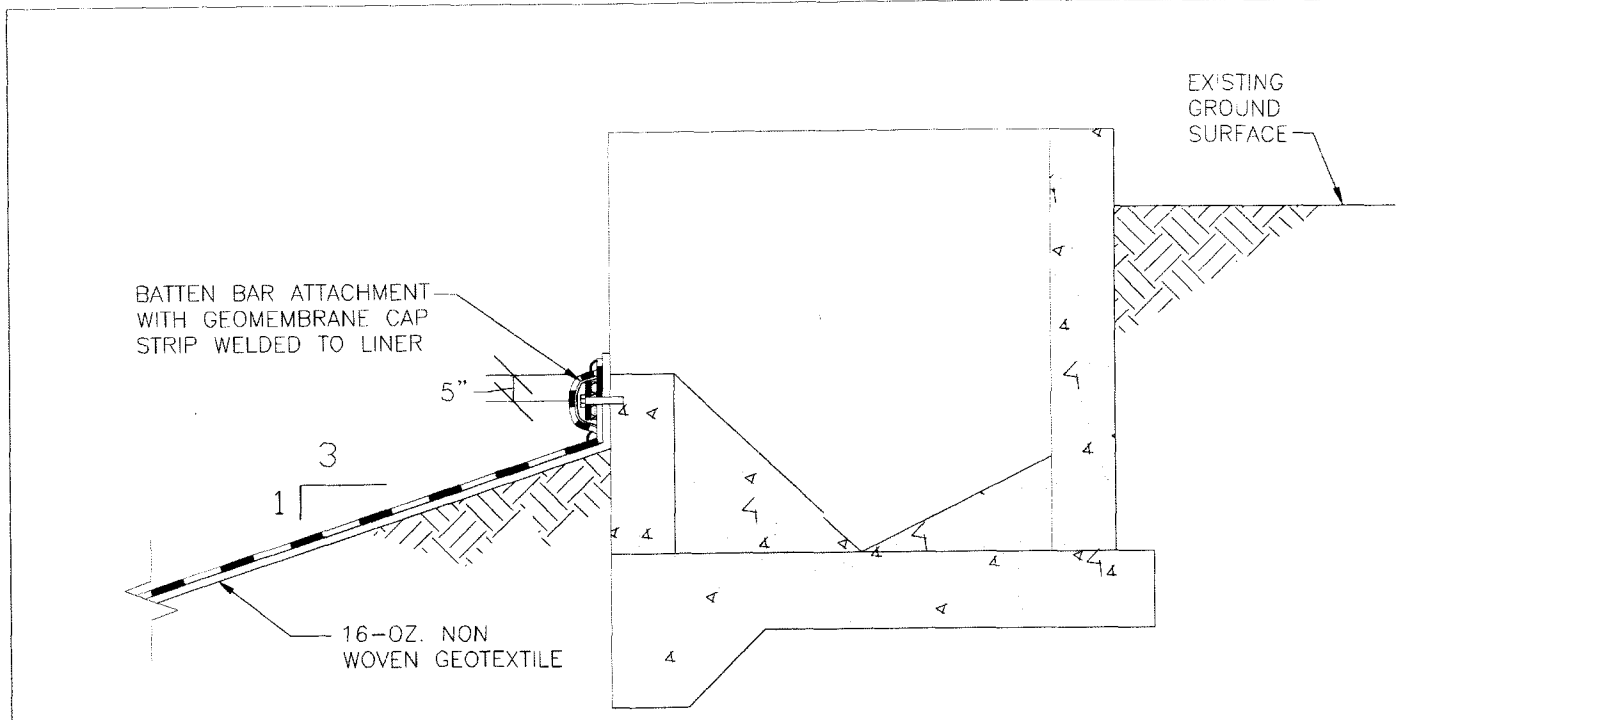 EXISTING
GROUND
SURFACE
BATTEN BAR ATTACHMENT
WITH GEOMEMBRANE CAP
STRIP WELDED TO LINER
5"
3
1
16-OZ. NON
WOVEN GEOTEXTILE